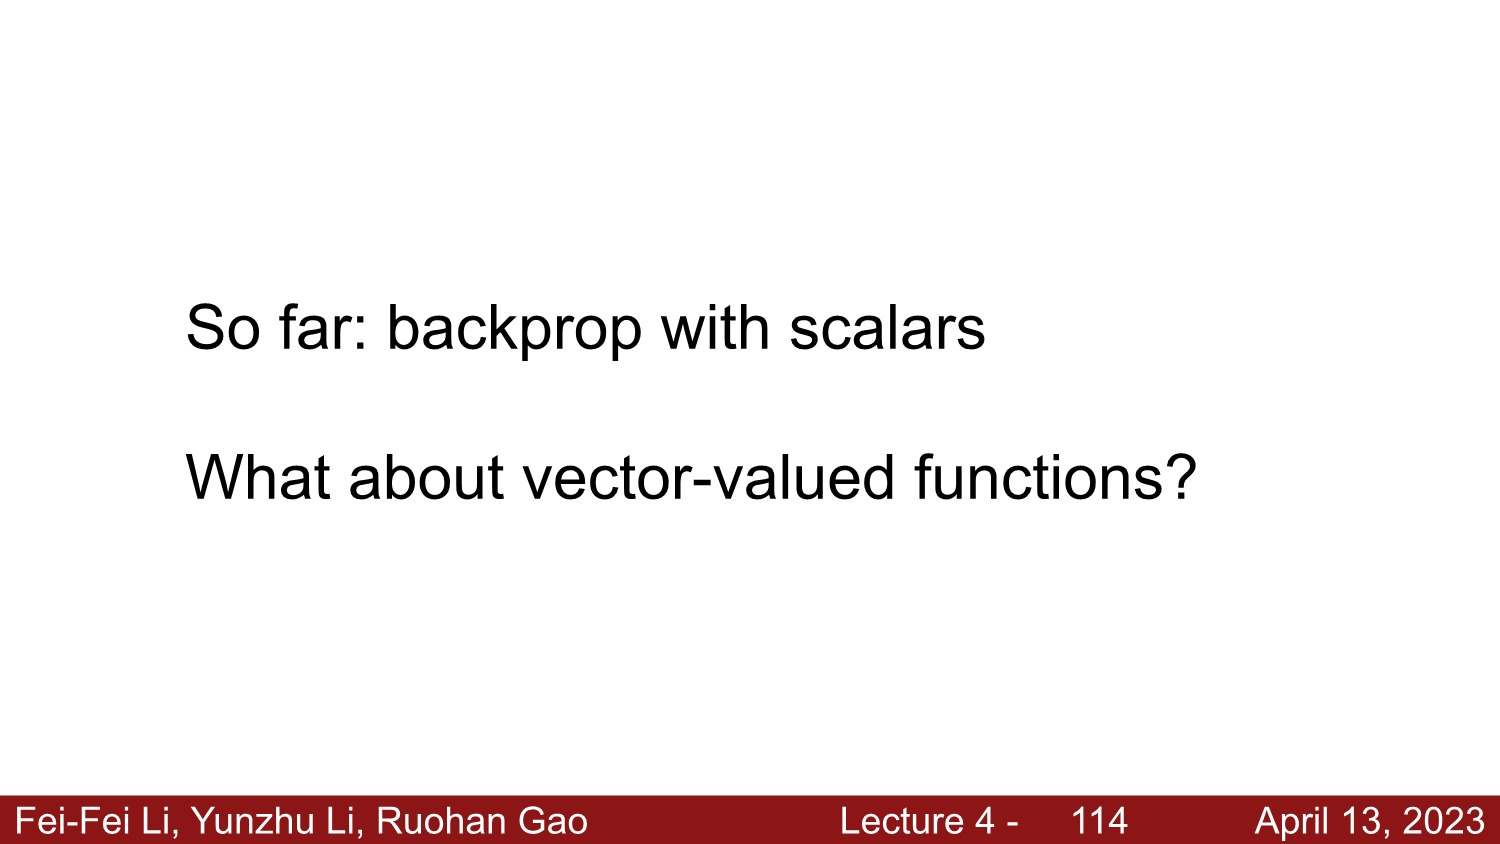 So far: backprop with scalars
What about vector-valued functions?
Fei-Fei Li, Yunzhu Li, Ruohan Gao Lecture 4 - 114 April 13, 2023